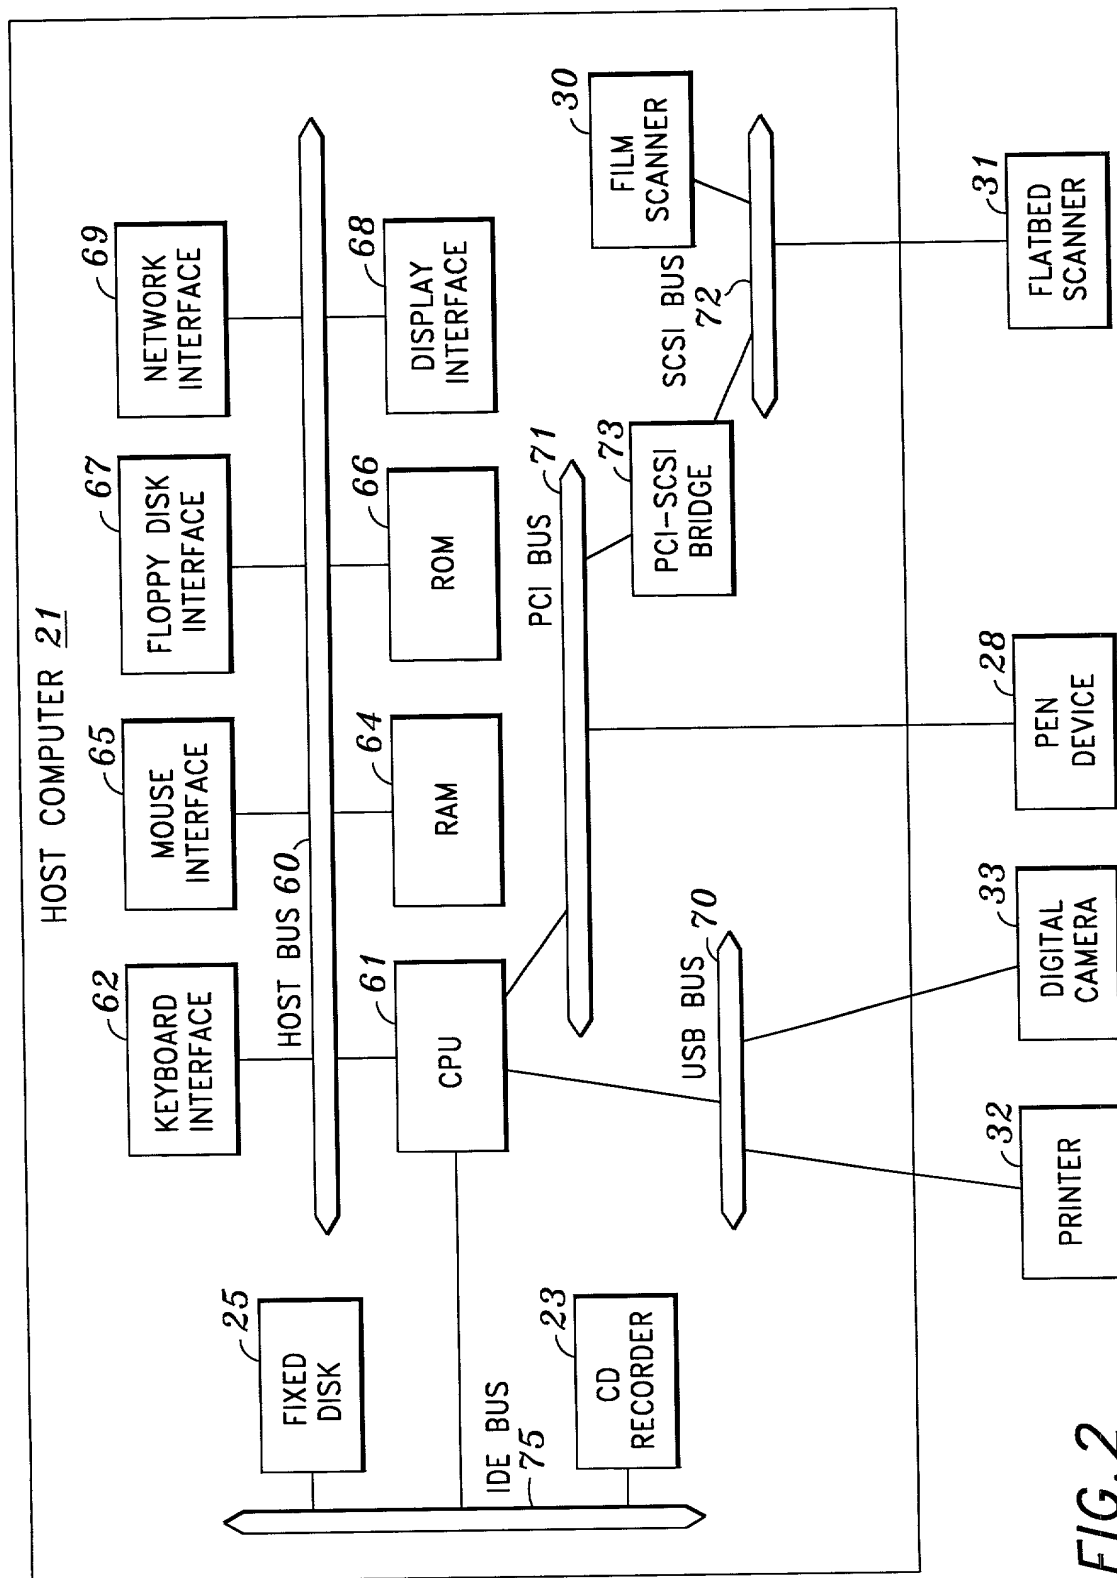 HOST COMPUTER 21
62
KEYBOARD
INTERFACE
65
MOUSE
INTERFACE
67
FLOPPY DISK
INTERFACE
69
NETWORK
INTERFACE
HOST BUS 60
25
FIXED
DISK
61
CPU
64
RAM
66
ROM
68
DISPLAY
INTERFACE
IDE BUS
75
23
CD
RECORDER
USB BUS
70
PCI BUS
71
73
PCI-SCSI
BRIDGE
SCSI BUS
72
30
FILM
SCANNER
32
PRINTER
33
DIGITAL
CAMERA
28
PEN
DEVICE
31
FLATBED
SCANNER
FIG. 2